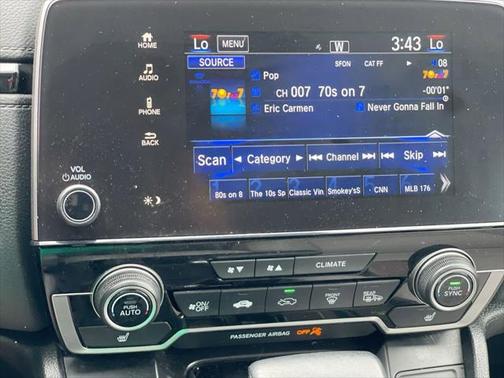 HOME
AUDIO
PHONE
BACK
VOL
AUDIO
Lo MENU W 3:43 Lo
SOURCE SFON CAT FF 08
Pop
CH 007 70s on 7 -00'01"
Eric Carmen Never Gonna Fall In
Scan Category Channel Skip
80s on 8 The 10s Sp Classic Vin Smokey'sS CNN MLB 176
CLIMATE
PUSH AUTO
ON/OFF
FRONT
REAR
PUSH SYNC
PASSENGER AIRBAG OFF